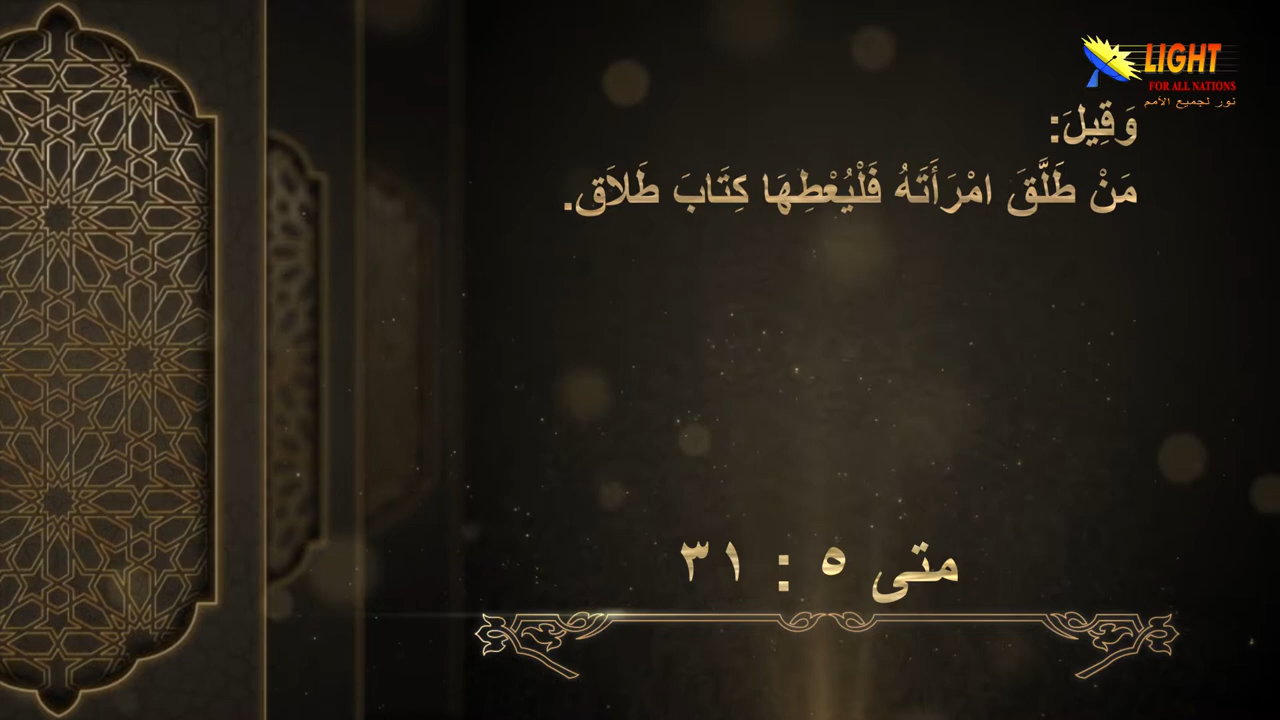 LIGHT
FOR ALL NATIONS
نور لجميع الأمم
وَقِيلَ:
مَنْ طَلَّقَ امْرَأَتَهُ فَلْيُعْطِهَا كِتَابَ طَلاَق.
متى ٥ : ٣١